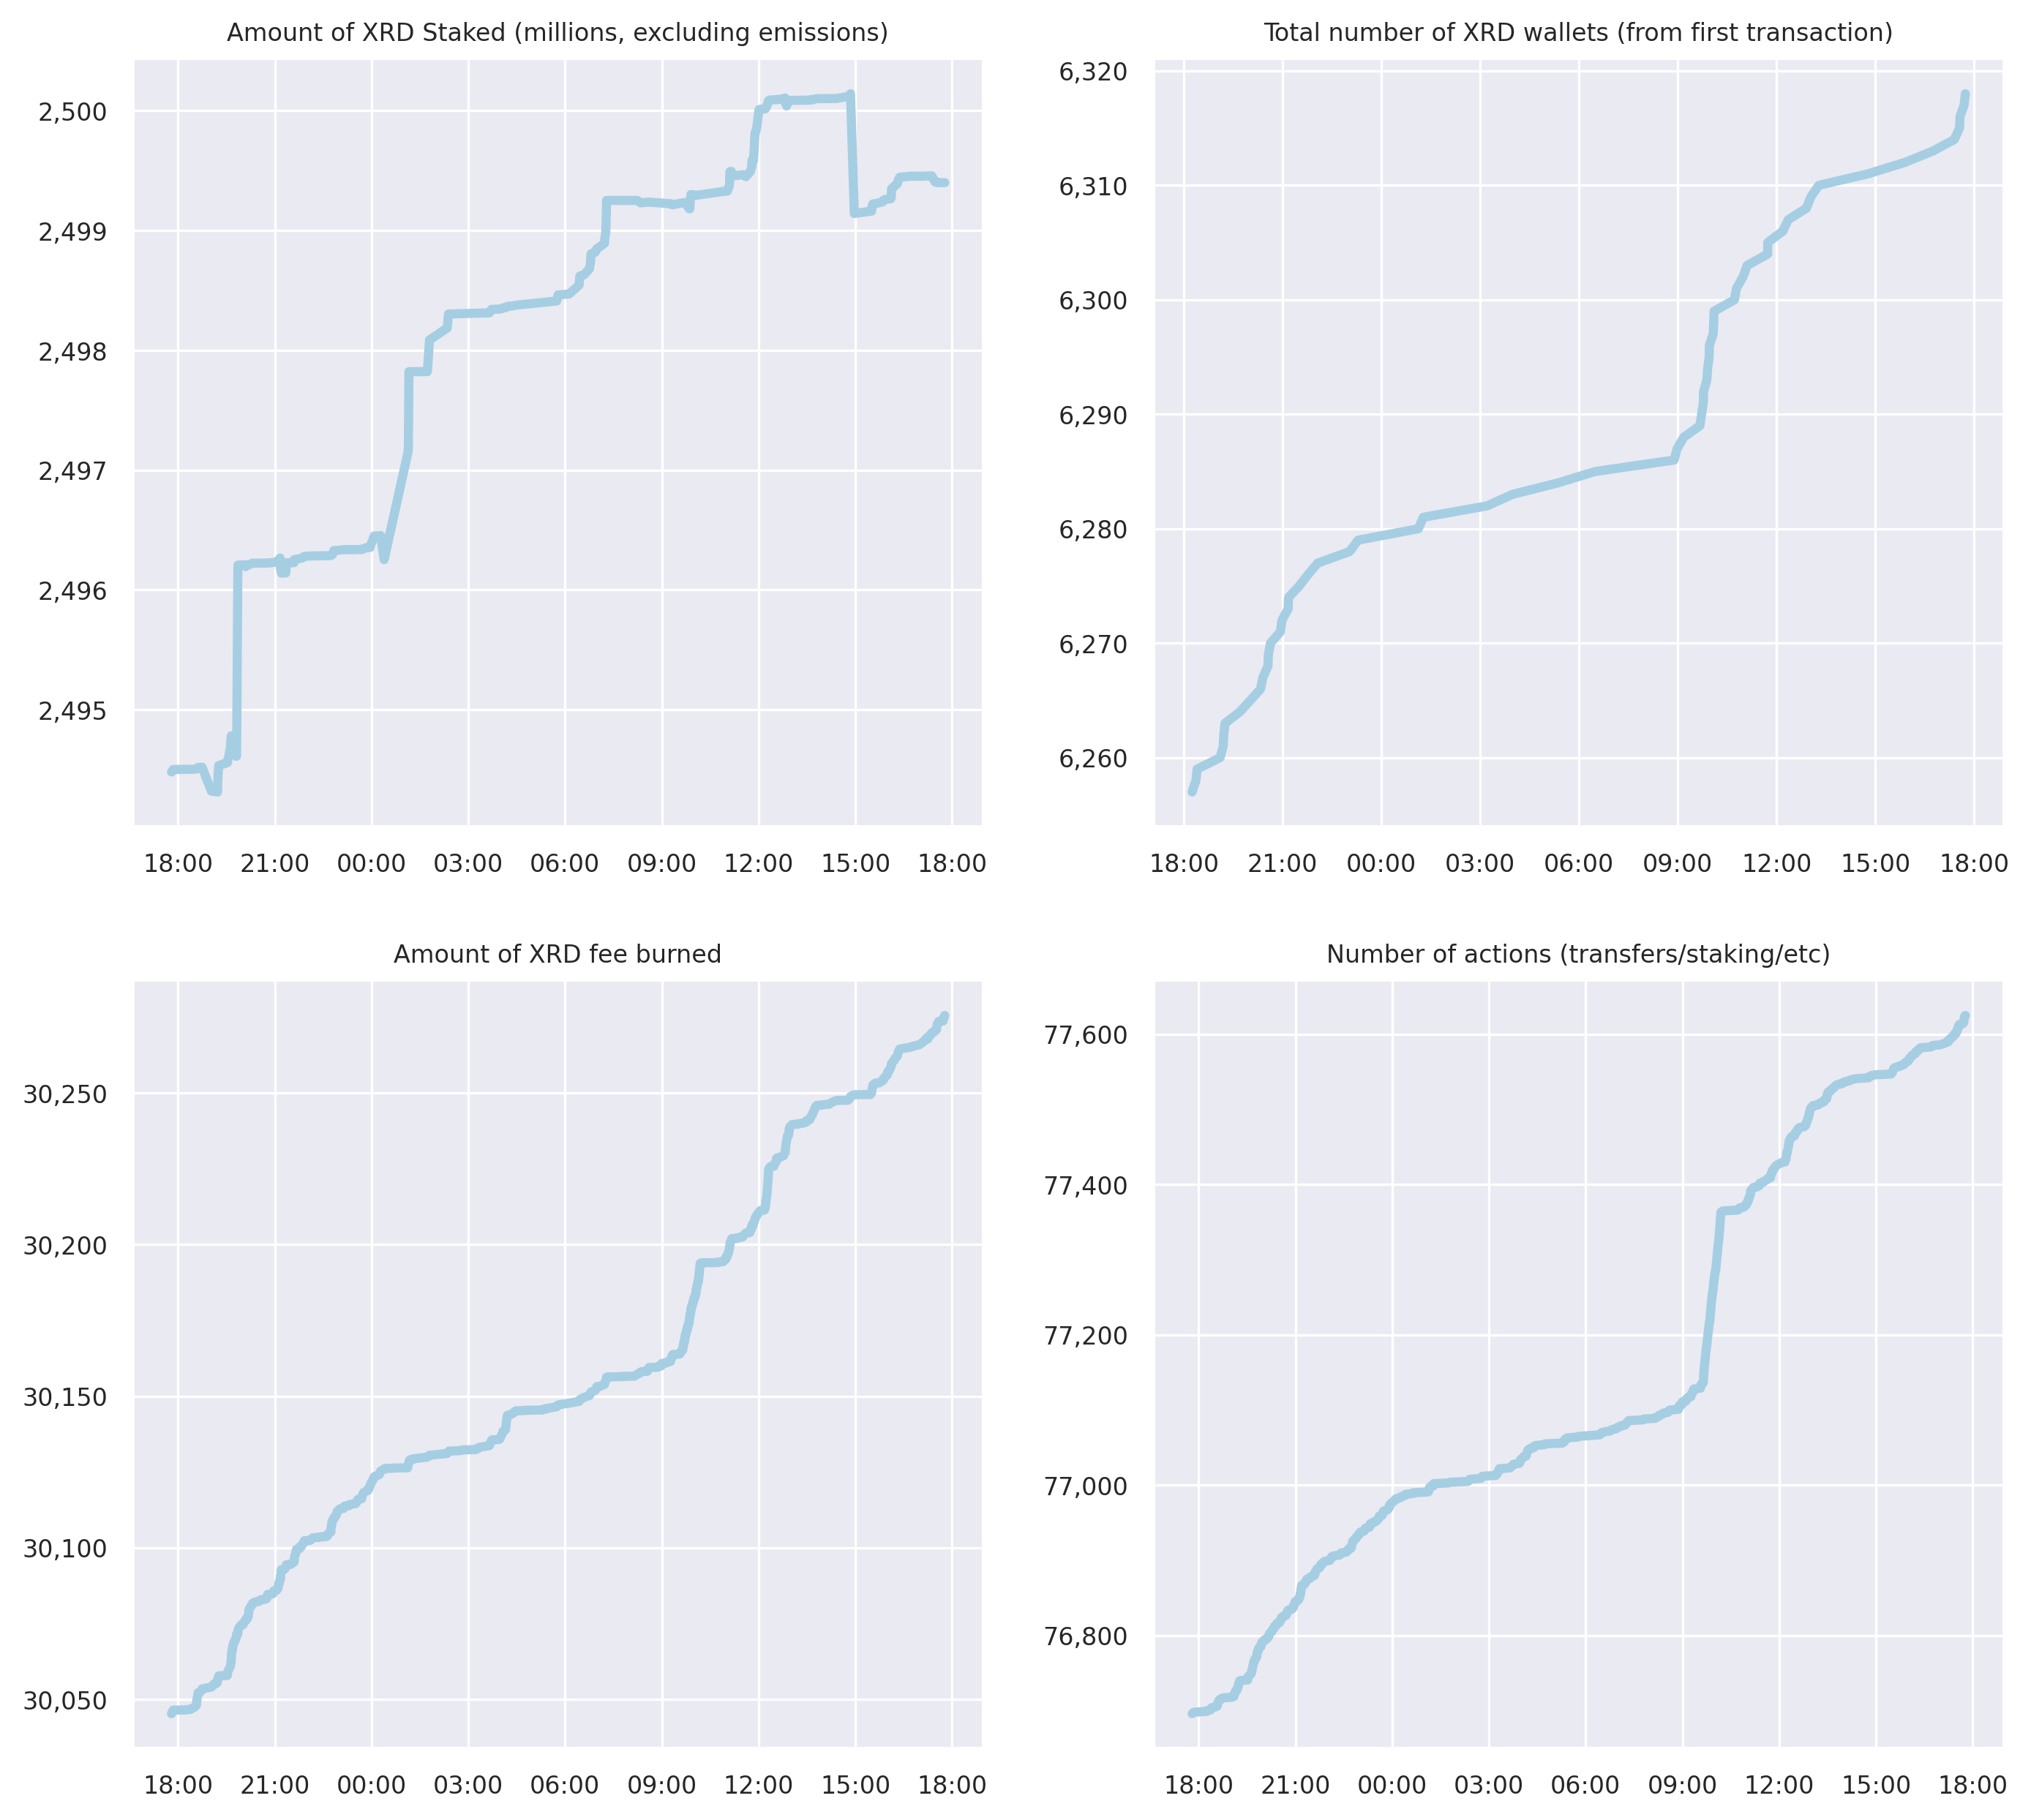 Amount of XRD Staked (millions, excluding emissions)
2,500
2,499
2,498
2,497
2,496
2,495
18:00 21:00 00:00 03:00 06:00 09:00 12:00 15:00 18:00
Total number of XRD wallets (from first transaction)
6,320
6,310
6,300
6,290
6,280
6,270
6,260
18:00 21:00 00:00 03:00 06:00 09:00 12:00 15:00 18:00
Amount of XRD fee burned
30,250
30,200
30,150
30,100
30,050
18:00 21:00 00:00 03:00 06:00 09:00 12:00 15:00 18:00
Number of actions (transfers/staking/etc)
77,600
77,400
77,200
77,000
76,800
18:00 21:00 00:00 03:00 06:00 09:00 12:00 15:00 18:00